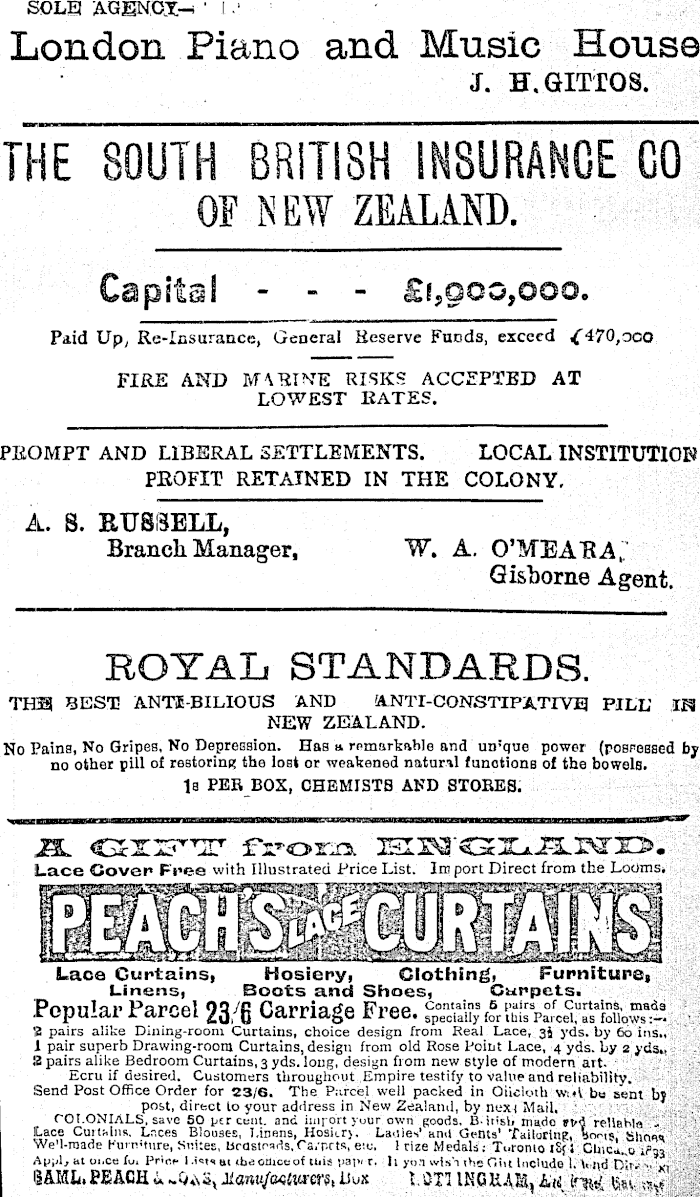 SOLE AGENCY—
London Piano and Music House
J. H. GITTOS.
THE SOUTH BRITISH INSURANCE CO
OF NEW ZEALAND.
Capital - - - £1,900,000.
Paid Up, Re-Insurance, General Reserve Funds, exceed £470,000
FIRE AND MARINE RISKS ACCEPTED AT
LOWEST RATES.
PROMPT AND LIBERAL SETTLEMENTS. LOCAL INSTITUTION
PROFIT RETAINED IN THE COLONY.
A. S. RUSSELL,
Branch Manager,
W. A. O'MEARA,
Gisborne Agent.
ROYAL STANDARDS.
THE BEST ANTI-BILIOUS AND ANTI-CONSTIPATIVE PILL IN
NEW ZEALAND.
No Pains, No Gripes, No Depression. Has a remarkable and unique power (possessed by
no other pill of restoring the lost or weakened natural functions of the bowels.
1s PER BOX, CHEMISTS AND STORES.
A GIFT from ENGLAND.
Lace Cover Free with Illustrated Price List. Import Direct from the Looms.
PEACH'S LACE CURTAINS
Lace Curtains, Hosiery, Clothing, Furniture,
Linens, Boots and Shoes, Carpets.
Popular Parcel 23/6 Carriage Free. Contains 5 pairs of Curtains, made
specially for this Parcel, as follows:—
2 pairs alike Dining-room Curtains, choice design from Real Lace, 3½ yds. by 60 ins.,
1 pair superb Drawing-room Curtains, design from old Rose Point Lace, 4 yds. by 2 yds.,
2 pairs alike Bedroom Curtains, 3 yds. long, design from new style of modern art.
Ecru if desired. Customers throughout Empire testify to value and reliability.
Send Post Office Order for 23/6. The Parcel well packed in Oilcloth will be sent by
post, direct to your address in New Zealand, by next Mail.
COLONIALS, save 50 per cent. and import your own goods. British made and reliable
Lace Curtains, Laces Blouses, Linens, Hosiery. Ladies' and Gents' Tailoring, Boots, Shoes
Well-made Furniture, Suites, Bedsteads, Carpets, etc. Prize Medals: Toronto Chicago 1893
Apply at once for Price Lists at the office of this paper. If you wish the Gift Include
SAML. PEACH & SONS, Manufacturers, Box NOTTINGHAM,